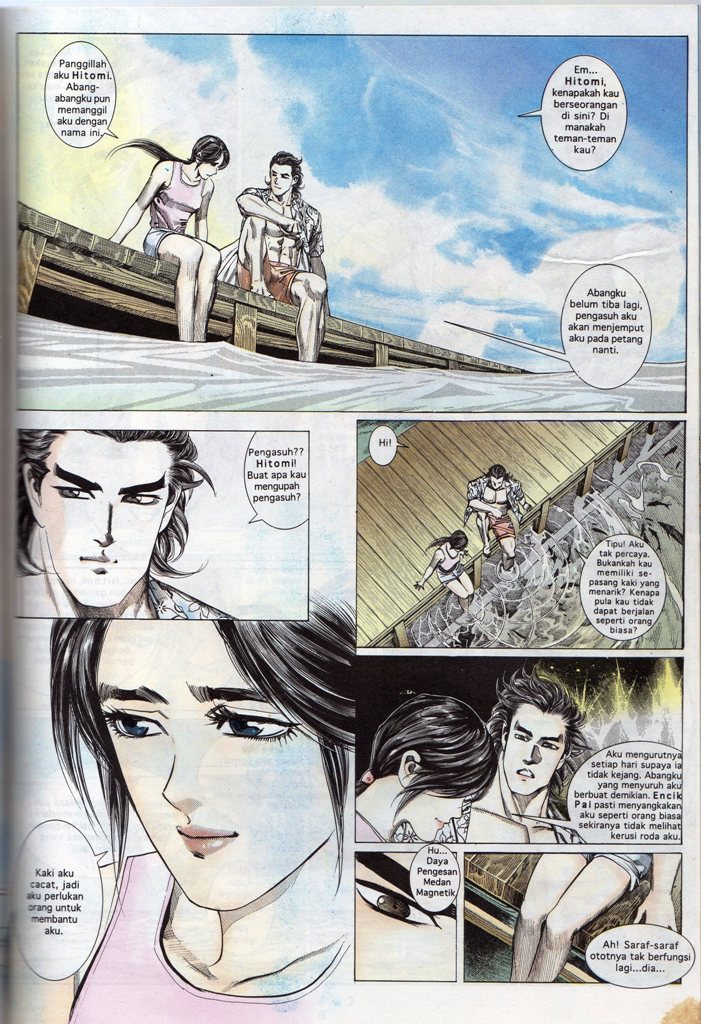 Panggillah
aku Hitomi.
Abang-
abangku pun
memanggil
aku dengan
nama ini.
Em...
Hitomi,
kenapakah kau
berseorangan
di sini? Di
manakah
teman-teman
kau?
Abangku
belum tiba lagi,
pengasuh aku
akan menjemput
aku pada petang
nanti.
Pengasuh??
Hitomi!
Buat apa kau
mengupah
pengasuh?
Hi!
Tipu! Aku
tak percaya.
Bukankah kau
memiliki se-
pasang kaki yang
menarik? Kenapa
pula kau tidak
dapat berjalan
seperti orang
biasa?
Kaki aku
cacat, jadi
aku perlukan
orang untuk
membantu
aku.
Aku mengurutnya
setiap hari supaya ia
tidak kejang. Abangku
yang menyuruh aku
berbuat demikian. Encik
Pai pasti menyangkakan
aku seperti orang biasa
sekiranya tidak melihat
kerusi roda aku.
Hu...
Daya
Pengesan
Medan
Magnetik.
Ah! Saraf-saraf
ototnya tak berfungsi
lagi...dia...